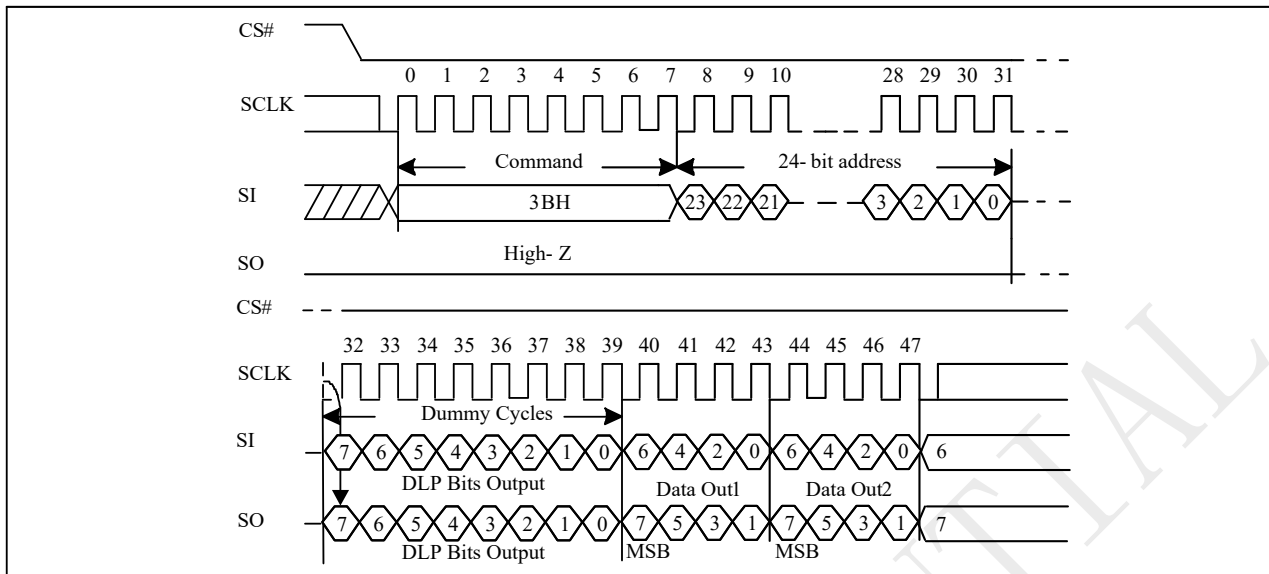 CS#
0 1 2 3 4 5 6 7 8 9 10 28 29 30 31
SCLK
Command 24- bit address
SI 3BH 23 22 21 3 2 1 0
High- Z
SO
CS#
32 33 34 35 36 37 38 39 40 41 42 43 44 45 46 47
SCLK
Dummy Cycles
SI 7 6 5 4 3 2 1 0 6 4 2 0 6 4 2 0 6
DLP Bits Output Data Out1 Data Out2
SO 7 6 5 4 3 2 1 0 7 5 3 1 7 5 3 1 7
DLP Bits Output MSB MSB